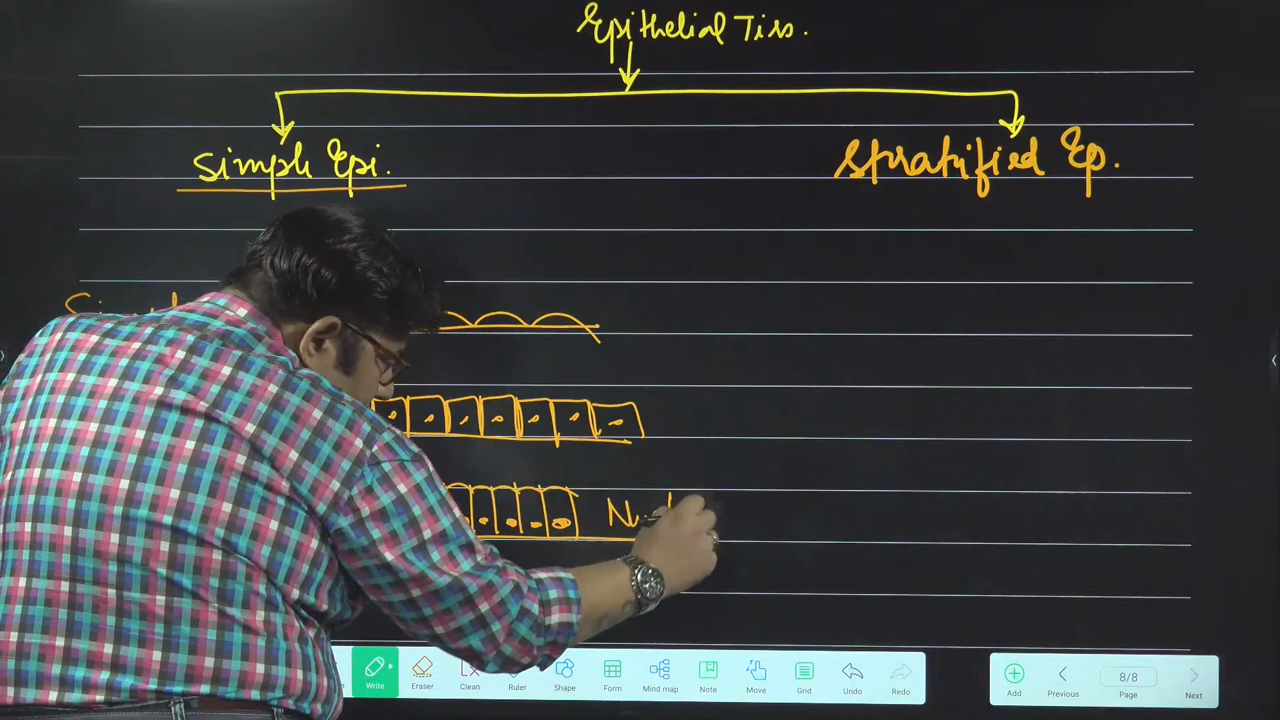 Epithelial Tiss.
Simple Epi.
Stratified Ep.
Write
Eraser
Clean
Ruler
Shape
Form
Mind map
Note
Move
Grid
Undo
Redo
Add
Previous
8/8
Page
Next